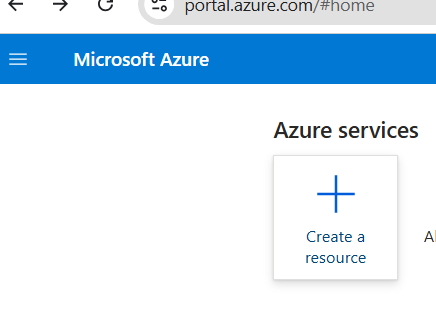 portal.azure.com/#home
Microsoft Azure
Azure services
Create a
resource